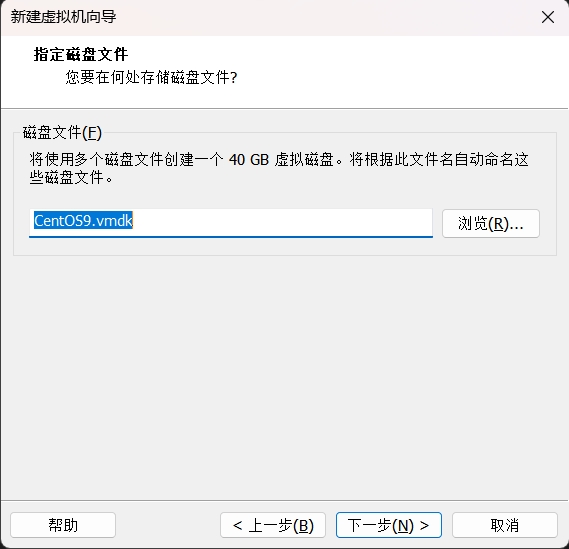 新建虚拟机向导
指定磁盘文件
您要在何处存储磁盘文件?
磁盘文件(F)
将使用多个磁盘文件创建一个 40 GB 虚拟磁盘。将根据此文件名自动命名这
些磁盘文件。
CentOS9.vmdk
浏览(R)...
帮助
< 上一步(B)
下一步(N) >
取消